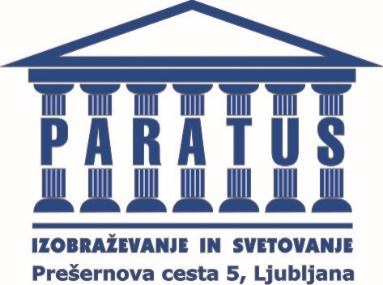 PARATUS
IZOBRAŽEVANJE IN SVETOVANJE
Prešernova cesta 5, Ljubljana